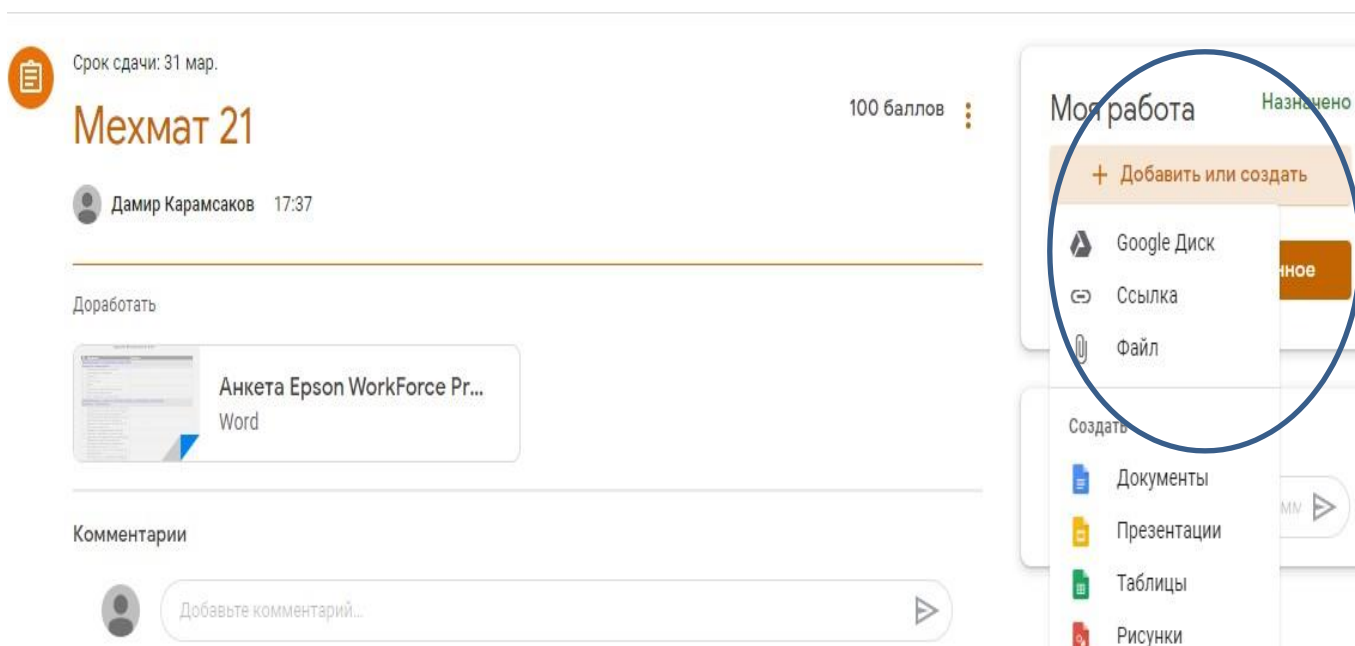 Срок сдачи: 31 мар.
Мехмат 21
100 баллов
Дамир Карамсаков 17:37
Доработать
Анкета Epson WorkForce Pr...
Word
Комментарии
Добавьте комментарий...
Моя работа
Назначено
+ Добавить или создать
Google Диск
нное
Ссылка
Файл
Создать
Документы
Презентации
Таблицы
Рисунки